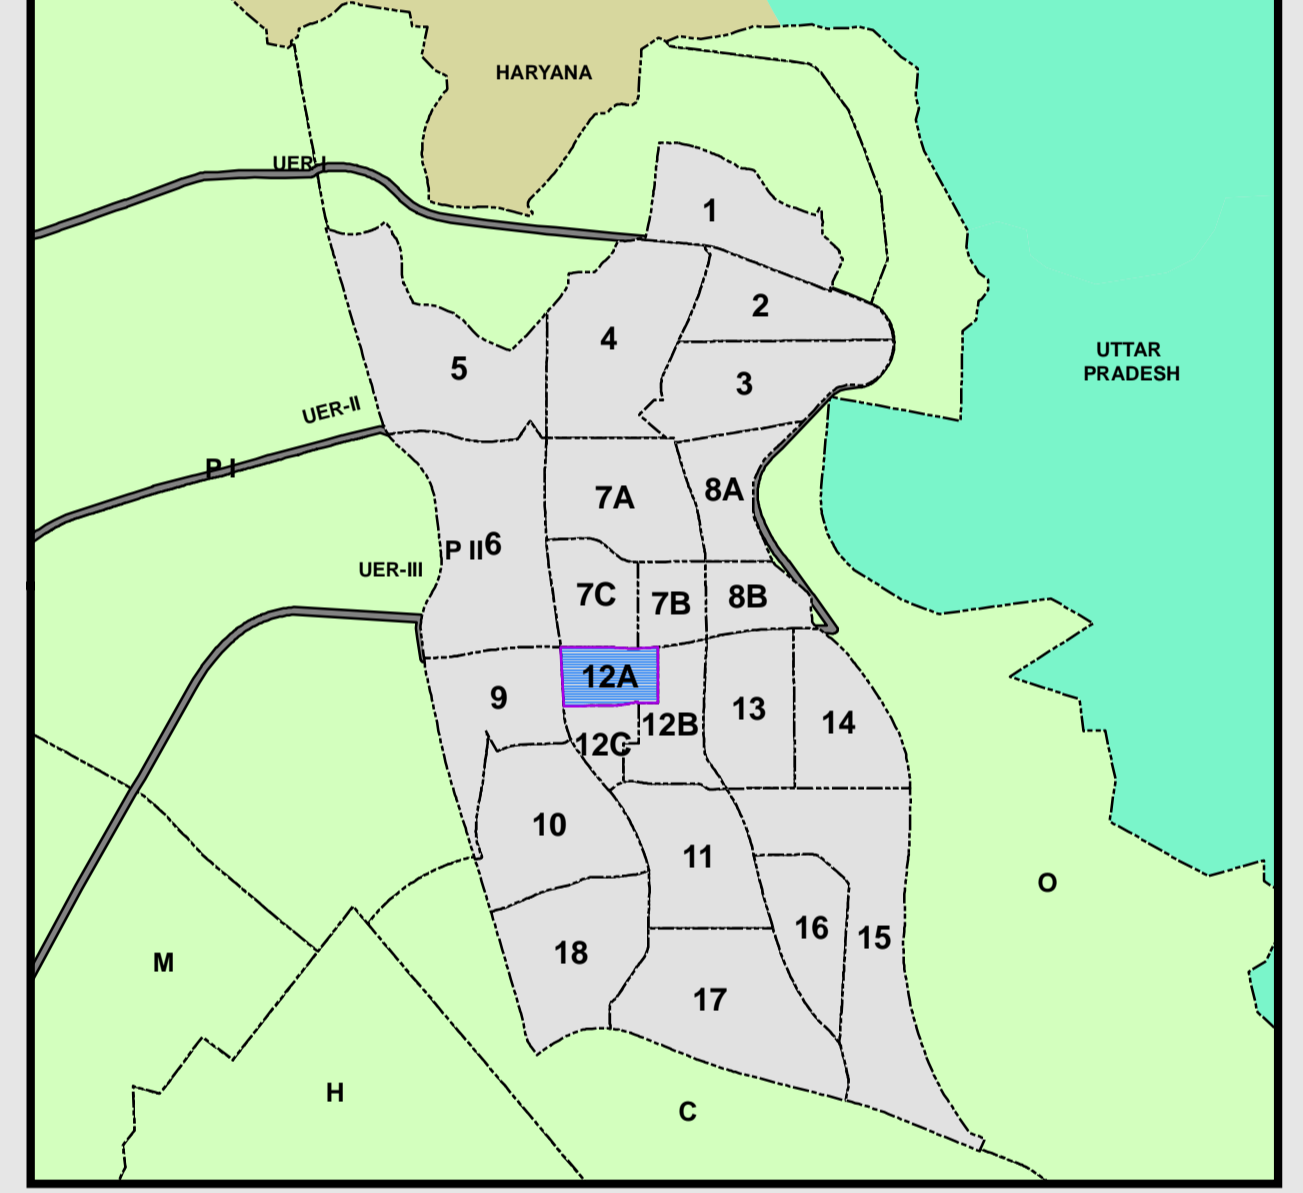 HARYANA
UER I
1
2
4
UTTAR
PRADESH
5
3
UER-II
P I
7A
8A
P II
6
UER-III
7C
7B
8B
12A
9
13
14
12B
12C
10
11
O
16
15
18
M
17
H
C